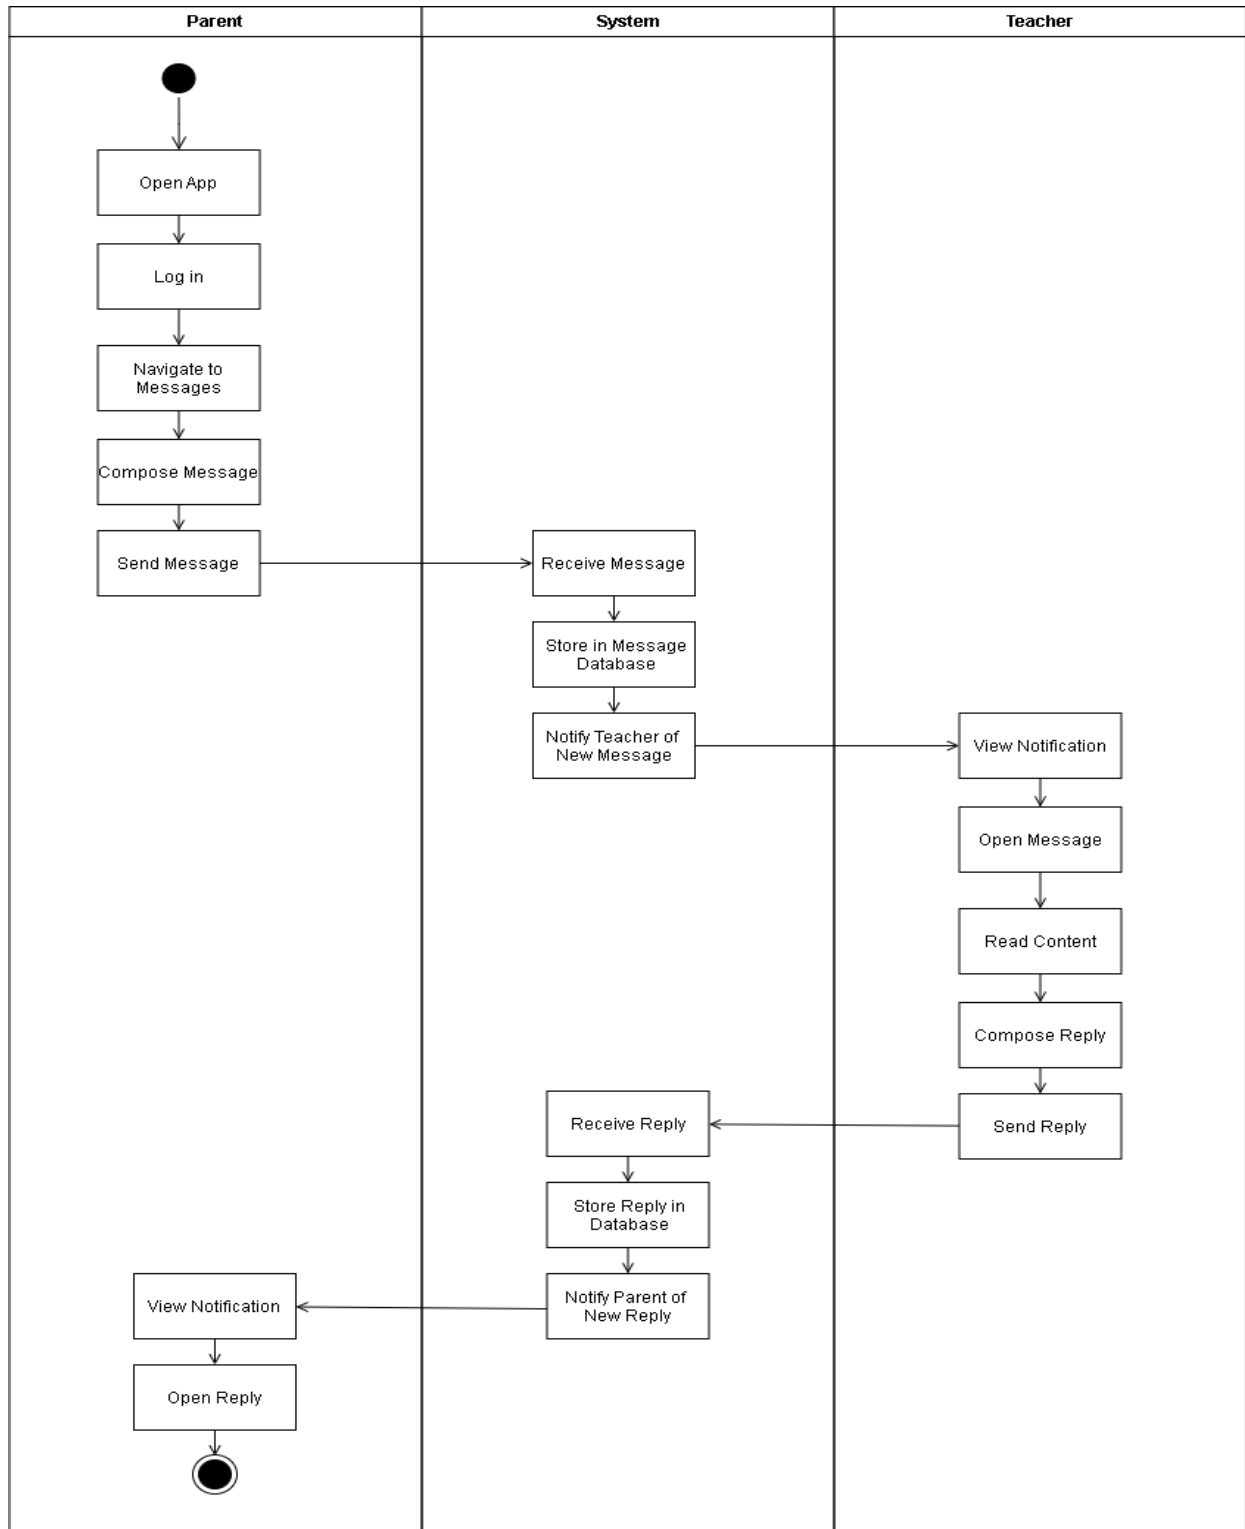 Parent
System
Teacher
Open App
Log in
Navigate to
Messages
Compose Message
Send Message
Receive Message
Store in Message
Database
Notify Teacher of
New Message
View Notification
Open Message
Read Content
Compose Reply
Send Reply
Receive Reply
Store Reply in
Database
Notify Parent of
New Reply
View Notification
Open Reply